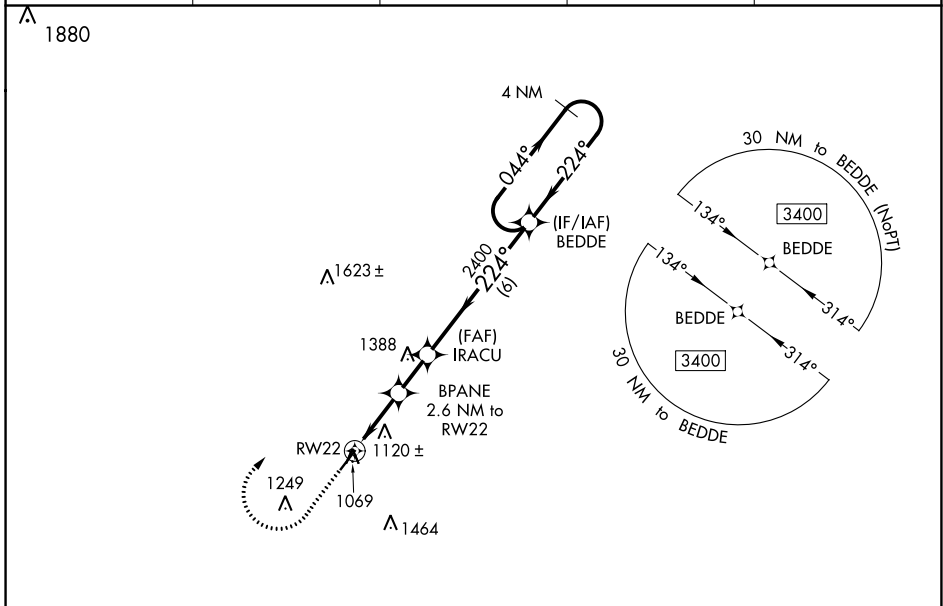 1880
4 NM
044°
224°
(IF/IAF)
BEDDE
2400
224°
(6)
1623 ±
1388
(FAF)
IRACU
BPANE
2.6 NM to
RW22
RW22
1120 ±
1249
1069
1464
30 NM to BEDDE (NoPT)
134°
3400
BEDDE
314°
134°
BEDDE
314°
3400
30 NM to BEDDE